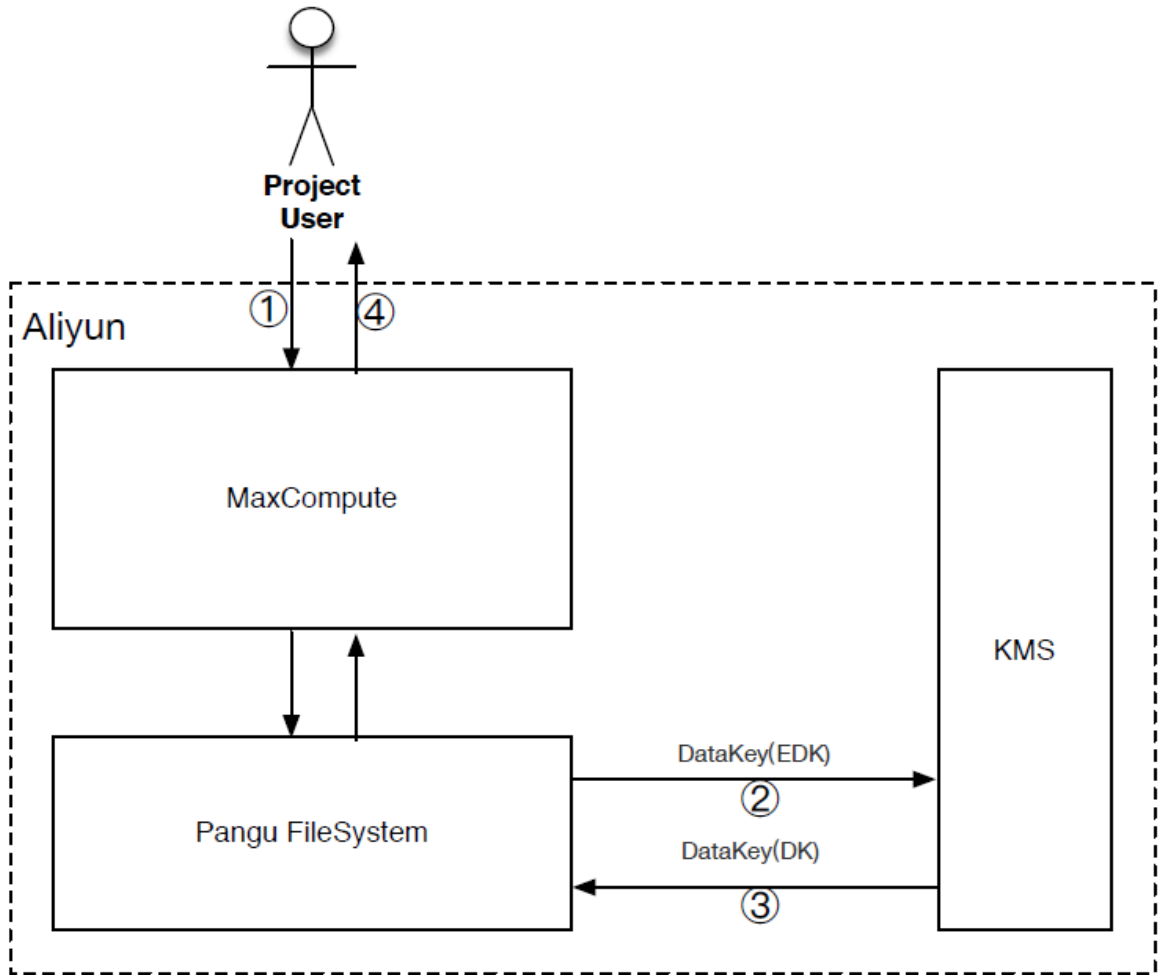 Project
User
① ④
Aliyun
MaxCompute
KMS
DataKey(EDK)
②
Pangu FileSystem
DataKey(DK)
③